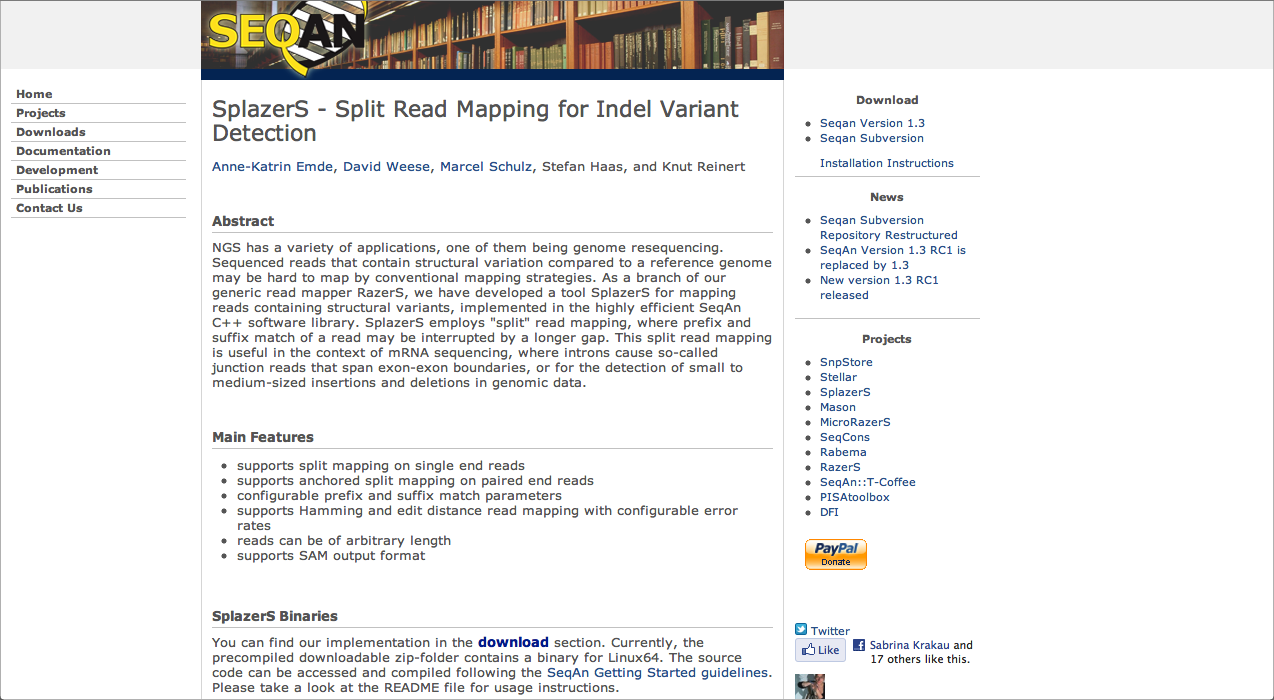 SEQAN
Home
Projects
Downloads
Documentation
Development
Publications
Contact Us
SplazerS - Split Read Mapping for Indel Variant
Detection
Anne-Katrin Emde, David Weese, Marcel Schulz, Stefan Haas, and Knut Reinert
Abstract
NGS has a variety of applications, one of them being genome resequencing.
Sequenced reads that contain structural variation compared to a reference genome
may be hard to map by conventional mapping strategies. As a branch of our
generic read mapper RazerS, we have developed a tool SplazerS for mapping
reads containing structural variants, implemented in the highly efficient SeqAn
C++ software library. SplazerS employs "split" read mapping, where prefix and
suffix match of a read may be interrupted by a longer gap. This split read mapping
is useful in the context of mRNA sequencing, where introns cause so-called
junction reads that span exon-exon boundaries, or for the detection of small to
medium-sized insertions and deletions in genomic data.
Main Features
supports split mapping on single end reads
supports anchored split mapping on paired end reads
configurable prefix and suffix match parameters
supports Hamming and edit distance read mapping with configurable error
rates
reads can be of arbitrary length
supports SAM output format
SplazerS Binaries
You can find our implementation in the download section. Currently, the
precompiled downloadable zip-folder contains a binary for Linux64. The source
code can be accessed and compiled following the SeqAn Getting Started guidelines.
Please take a look at the README file for usage instructions.
Download
Seqan Version 1.3
Seqan Subversion
Installation Instructions
News
Seqan Subversion
Repository Restructured
SeqAn Version 1.3 RC1 is
replaced by 1.3
New version 1.3 RC1
released
Projects
SnpStore
Stellar
SplazerS
Mason
MicroRazerS
SeqCons
Rabema
RazerS
SeqAn::T-Coffee
PISAtoolbox
DFI
PayPal
Donate
Twitter
Like
Sabrina Krakau and
17 others like this.